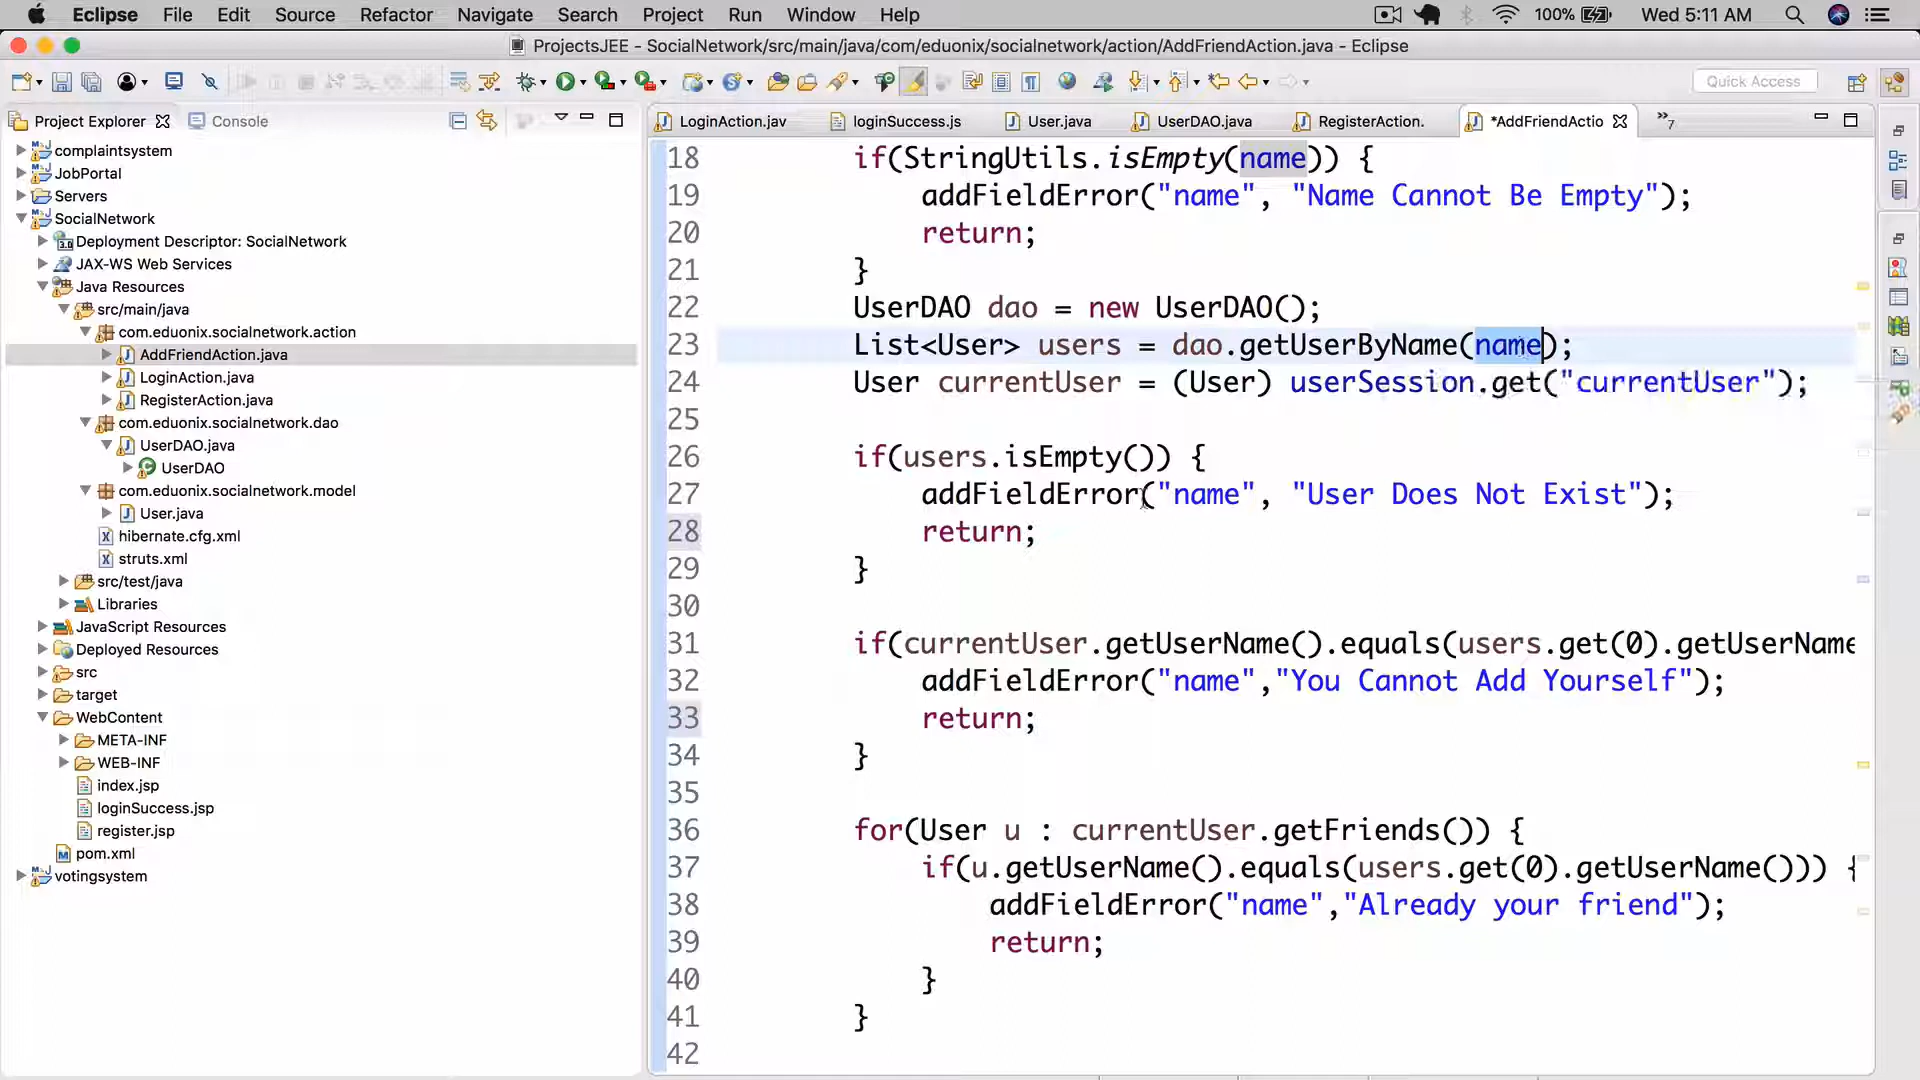 Eclipse File Edit Source Refactor Navigate Search Project Run Window Help 100% Wed 5:11 AM
ProjectsJEE - SocialNetwork/src/main/java/com/eduonix/socialnetwork/action/AddFriendAction.java - Eclipse
Quick Access
Project Explorer Console
LoginAction.jav loginSuccess.js User.java UserDAO.java RegisterAction. *AddFriendActio »7
complaintsystem
JobPortal
Servers
SocialNetwork
Deployment Descriptor: SocialNetwork
JAX-WS Web Services
Java Resources
src/main/java
com.eduonix.socialnetwork.action
AddFriendAction.java
LoginAction.java
RegisterAction.java
com.eduonix.socialnetwork.dao
UserDAO.java
UserDAO
com.eduonix.socialnetwork.model
User.java
hibernate.cfg.xml
struts.xml
src/test/java
Libraries
JavaScript Resources
Deployed Resources
src
target
WebContent
META-INF
WEB-INF
index.jsp
loginSuccess.jsp
register.jsp
pom.xml
votingsystem
18 if(StringUtils.isEmpty(name)) {
19 addFieldError("name", "Name Cannot Be Empty");
20 return;
21 }
22 UserDAO dao = new UserDAO();
23 List<User> users = dao.getUserByName(name);
24 User currentUser = (User) userSession.get("currentUser");
25
26 if(users.isEmpty()) {
27 addFieldError("name", "User Does Not Exist");
28 return;
29 }
30
31 if(currentUser.getUserName().equals(users.get(0).getUserName
32 addFieldError("name","You Cannot Add Yourself");
33 return;
34 }
35
36 for(User u : currentUser.getFriends()) {
37 if(u.getUserName().equals(users.get(0).getUserName())) {
38 addFieldError("name","Already your friend");
39 return;
40 }
41 }
42